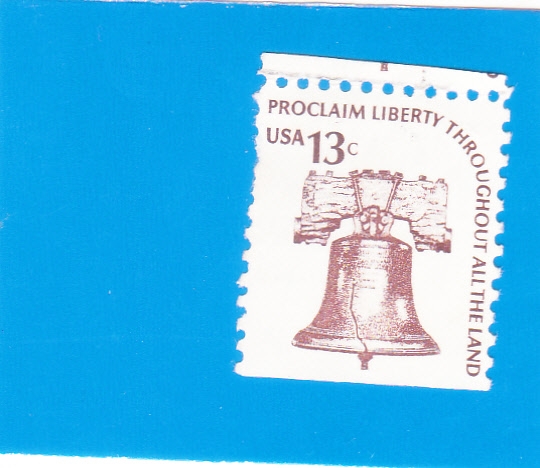 PROCLAIM LIBERTY THROUGHOUT ALL THE LAND
USA 13c